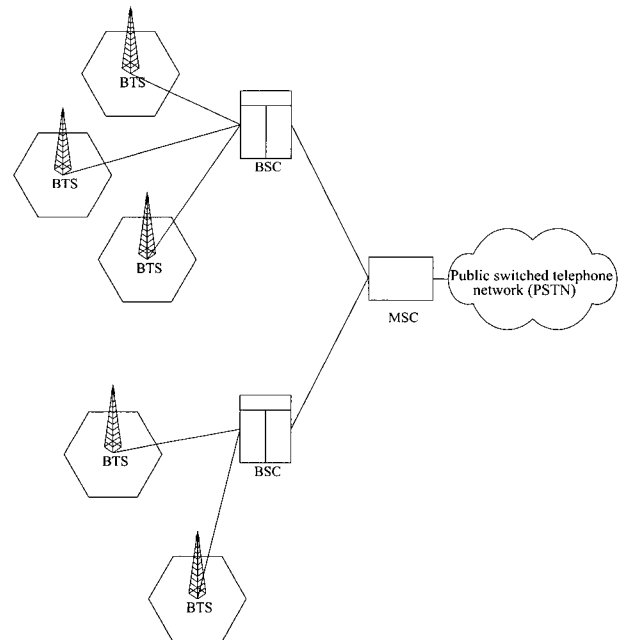 BTS
BSC
BTS
BTS
Public switched telephone
network (PSTN)
MSC
BTS
BSC
BTS